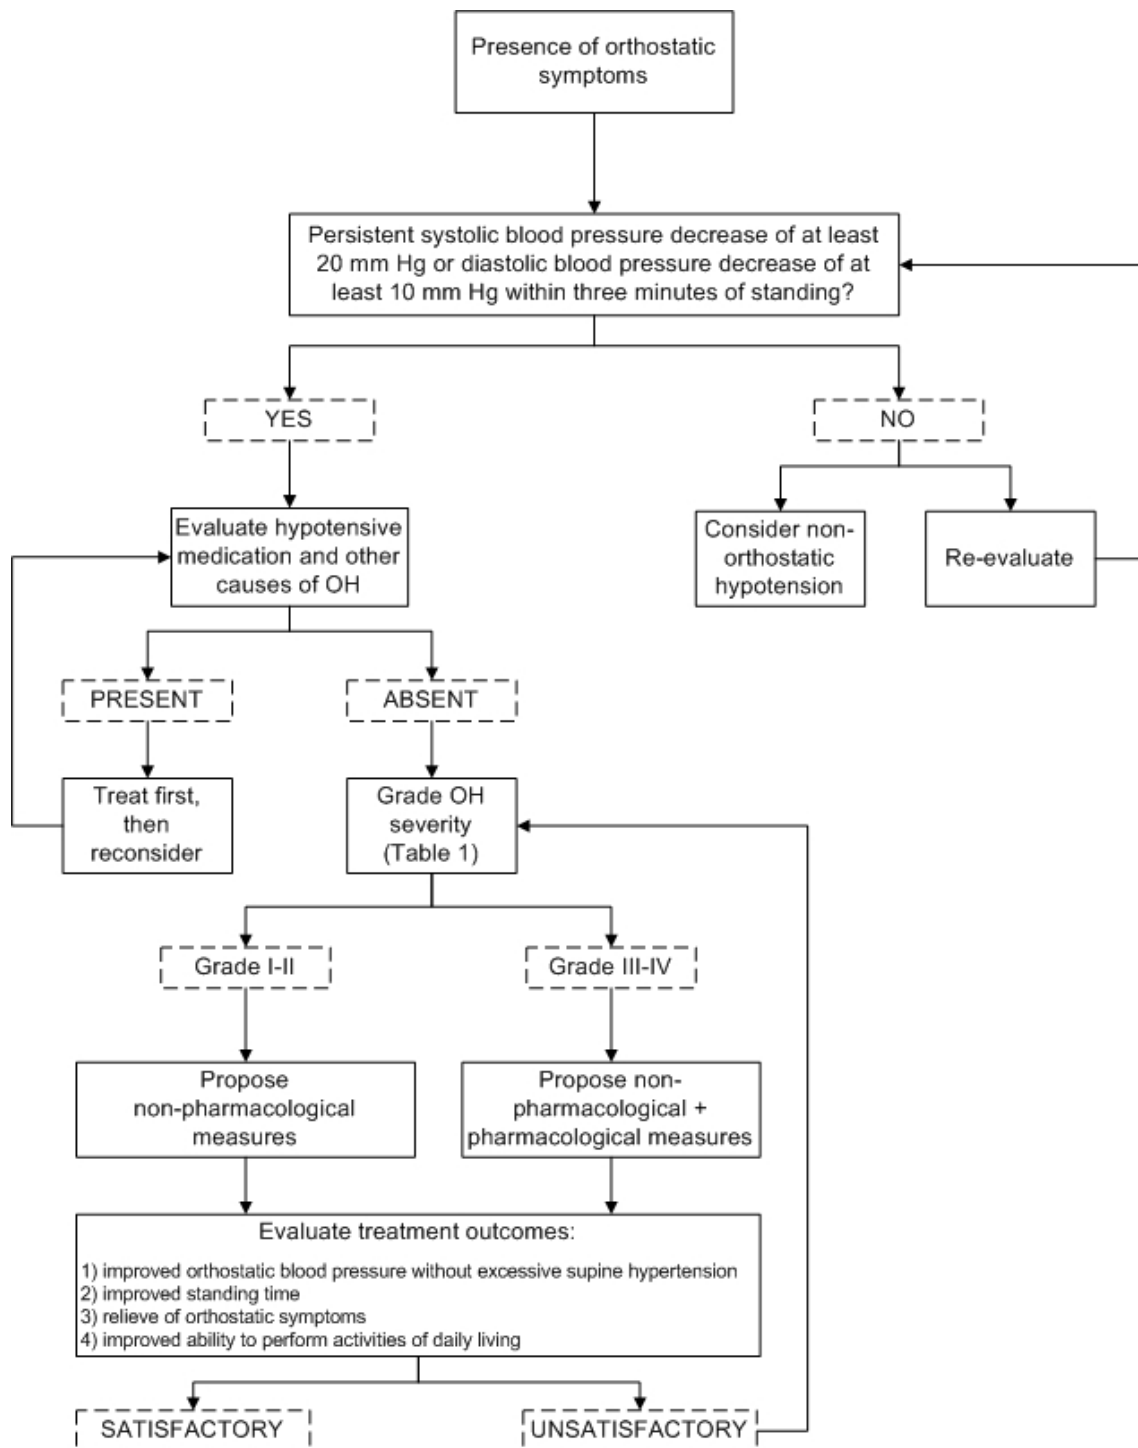 Presence of orthostatic
symptoms
Persistent systolic blood pressure decrease of at least
20 mm Hg or diastolic blood pressure decrease of at
least 10 mm Hg within three minutes of standing?
YES
NO
Evaluate hypotensive
medication and other
causes of OH
Consider non-
orthostatic
hypotension
Re-evaluate
PRESENT
ABSENT
Treat first,
then
reconsider
Grade OH
severity
(Table 1)
Grade I-II
Grade III-IV
Propose
non-pharmacological
measures
Propose non-
pharmacological +
pharmacological measures
Evaluate treatment outcomes:
1) improved orthostatic blood pressure without excessive supine hypertension
2) improved standing time
3) relieve of orthostatic symptoms
4) improved ability to perform activities of daily living
SATISFACTORY
UNSATISFACTORY